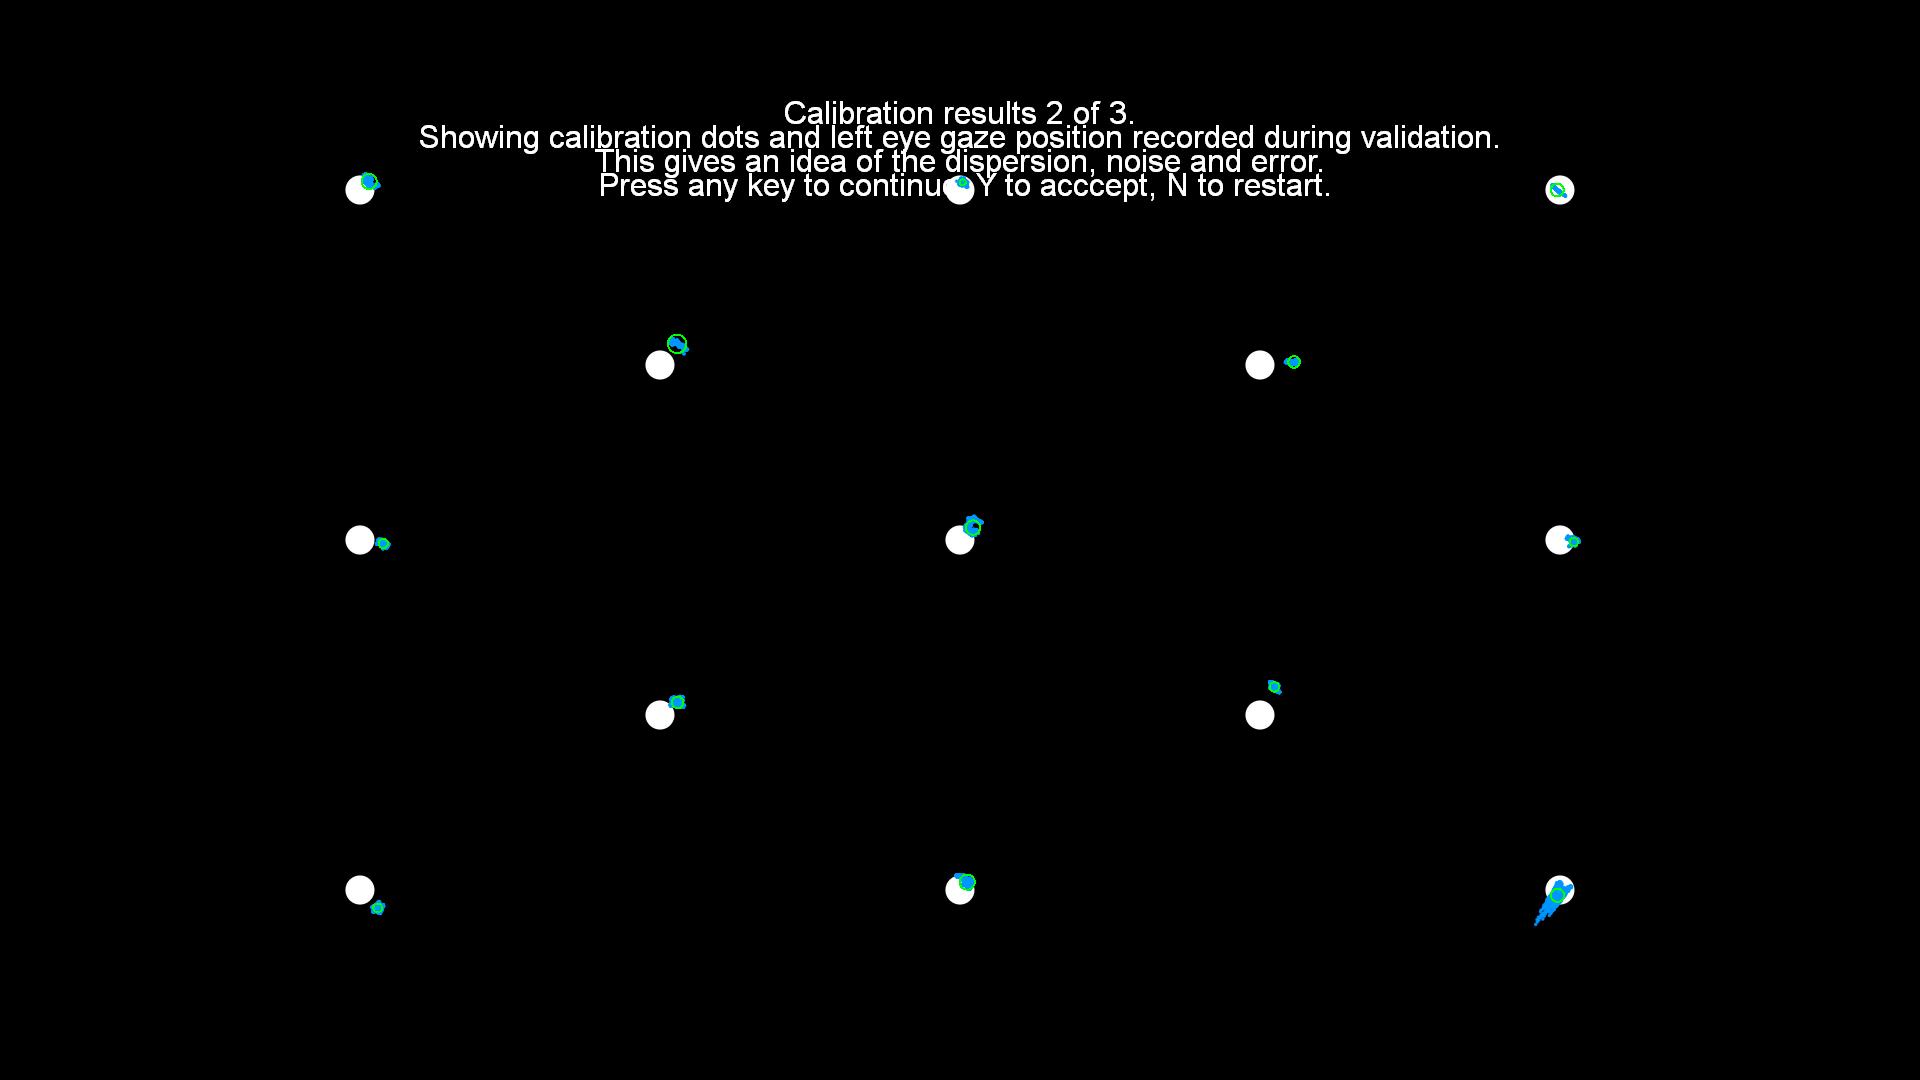 Calibration results 2 of 3.
Showing calibration dots and left eye gaze position recorded during validation.
This gives an idea of the dispersion, noise and error.
Press any key to continue, Y to acccept, N to restart.